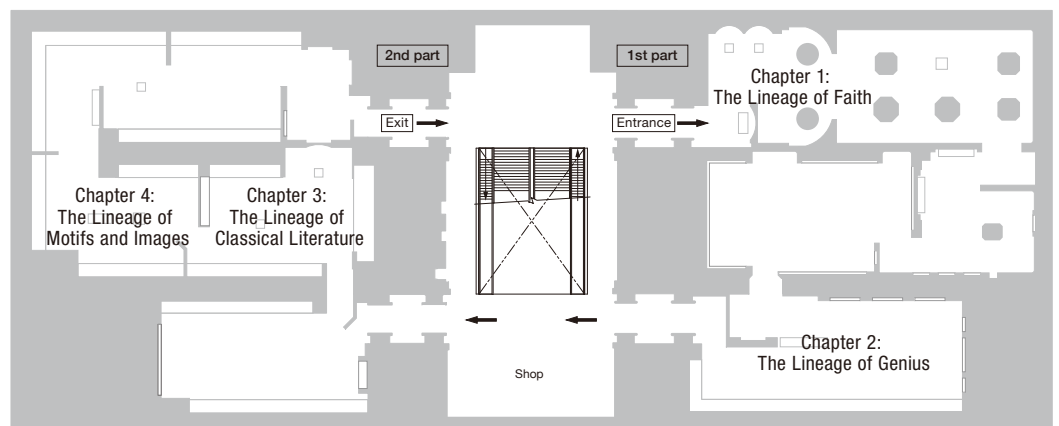 2nd part
1st part
Exit
Entrance
Chapter 1:
The Lineage of Faith
Chapter 4:
The Lineage of
Motifs and Images
Chapter 3:
The Lineage of
Classical Literature
Chapter 2:
The Lineage of Genius
Shop